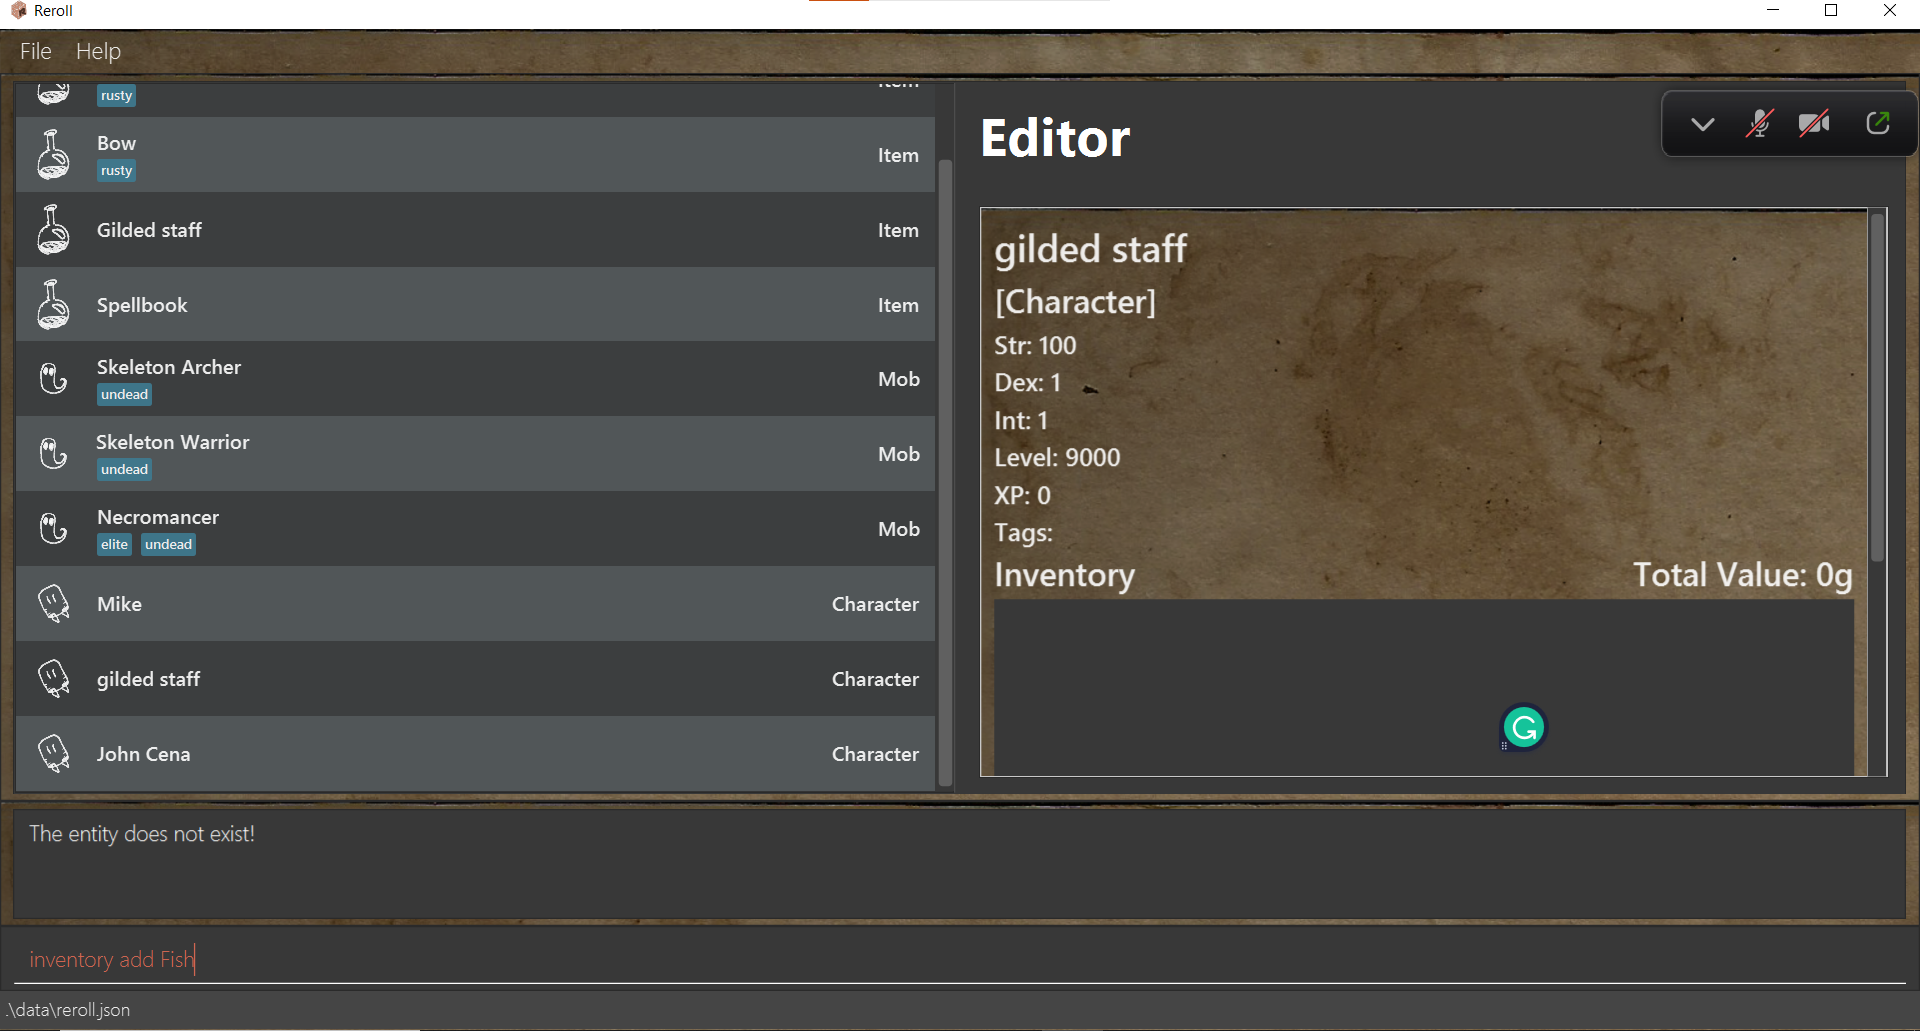 Reroll
File Help
Item
rusty
Bow
rusty
Item
Gilded staff
Item
Spellbook
Item
Skeleton Archer
undead
Mob
Skeleton Warrior
undead
Mob
Necromancer
elite undead
Mob
Mike
Character
gilded staff
Character
John Cena
Character
Editor
gilded staff
[Character]
Str: 100
Dex: 1
Int: 1
Level: 9000
XP: 0
Tags:
Inventory
Total Value: 0g
The entity does not exist!
inventory add Fish
.\data\reroll.json